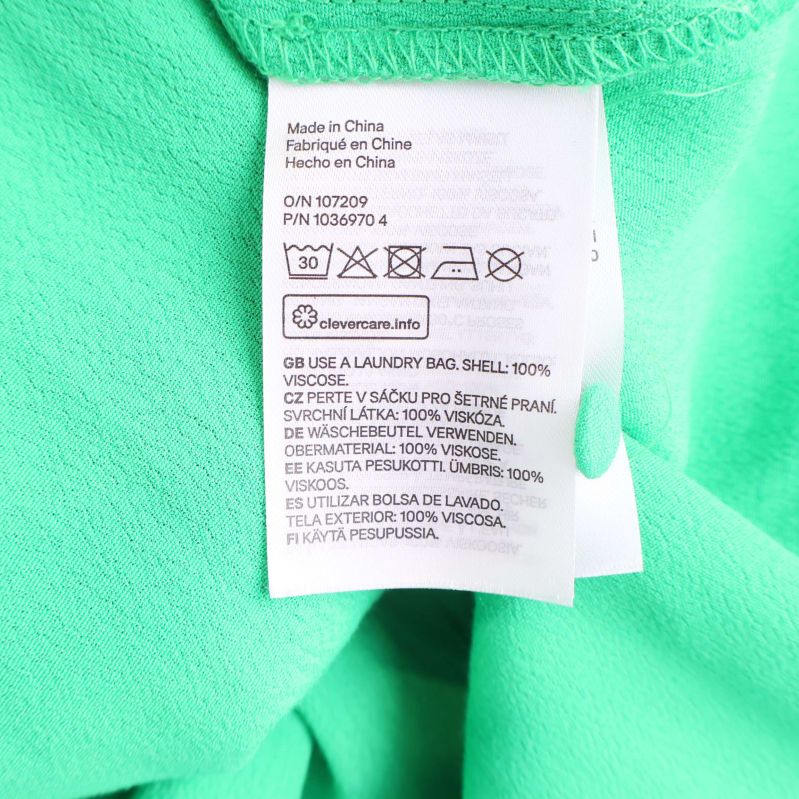 Made in China
Fabriqué en Chine
Hecho en China
O/N 107209
P/N 1036970 4
30
clevercare.info
GB USE A LAUNDRY BAG. SHELL: 100%
VISCOSE.
CZ PERTE V SÁČKU PRO ŠETRNÉ PRANÍ.
SVRCHNÍ LÁTKA: 100% VISKÓZA.
DE WÄSCHEBEUTEL VERWENDEN.
OBERMATERIAL: 100% VISKOSE.
EE KASUTA PESUKOTTI. ÜMBRIS: 100%
VISKOOS.
ES UTILIZAR BOLSA DE LAVADO.
TELA EXTERIOR: 100% VISCOSA.
FI KÄYTÄ PESUPUSSIA.